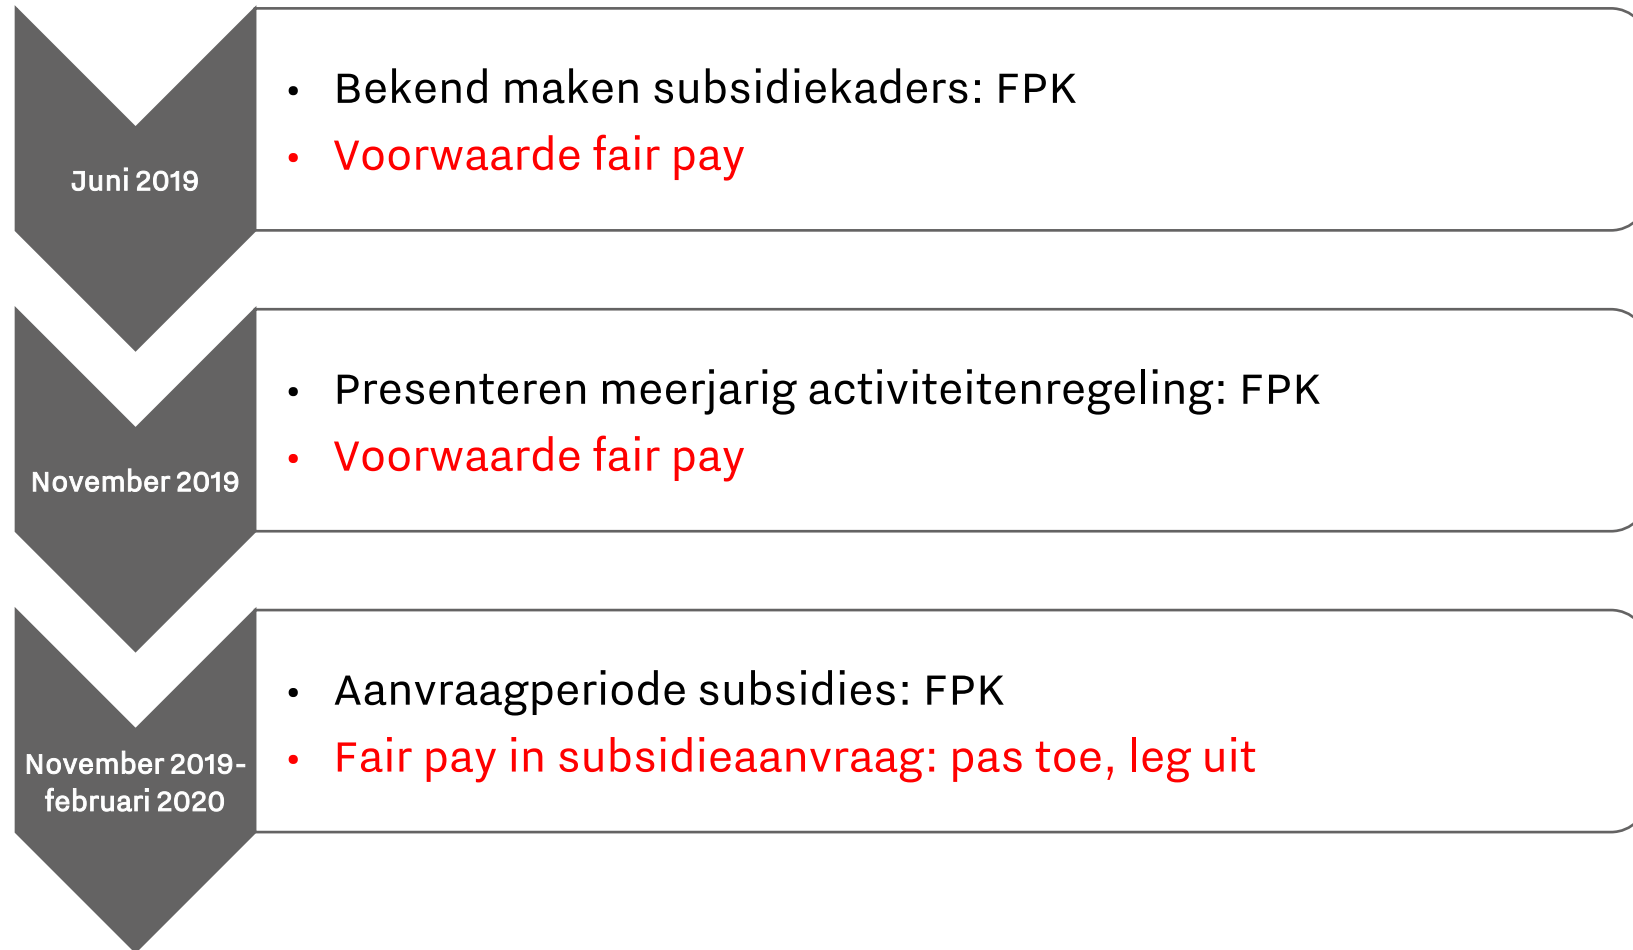 Juni 2019
• Bekend maken subsidiekaders: FPK
• Voorwaarde fair pay
November 2019
• Presenteren meerjarig activiteitenregeling: FPK
• Voorwaarde fair pay
November 2019-
februari 2020
• Aanvraagperiode subsidies: FPK
• Fair pay in subsidieaanvraag: pas toe, leg uit